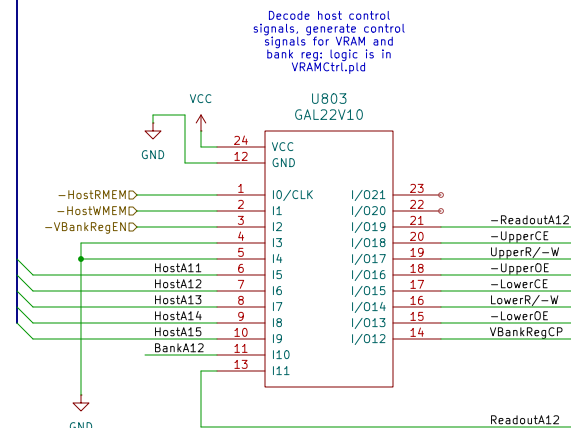 Decode host control
signals, generate control
signals for VRAM and
bank reg: logic is in
VRAMCtrl.pld
VCC
U803
GAL22V10
GND
24 VCC
12 GND
-HostRMEM 1 I0/CLK I/O21 23
-HostWMEM 2 I1 I/O20 22
-VBankRegEN 3 I2 I/O19 21 -ReadoutA12
4 I3 I/O18 20 -UpperCE
5 I4 I/O17 19 UpperR/-W
HostA11 6 I5 I/O16 18 -UpperOE
HostA12 7 I6 I/O15 17 -LowerCE
HostA13 8 I7 I/O14 16 LowerR/-W
HostA14 9 I8 I/O13 15 -LowerOE
HostA15 10 I9 I/O12 14 VBankRegCP
BankA12 11 I10
13 I11
ReadoutA12
GND